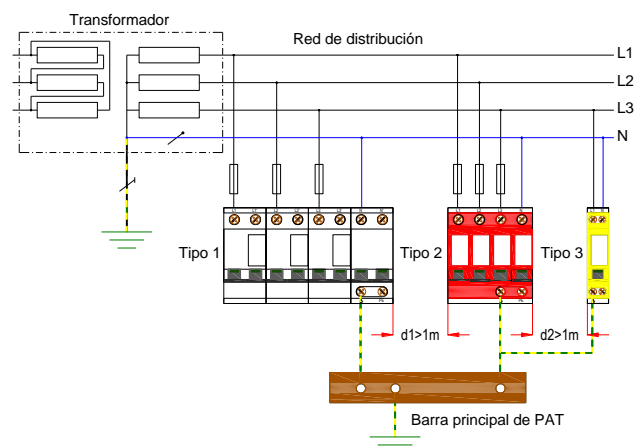 Transformador
Red de distribución
L1
L2
L3
N
Tipo 1
Tipo 2
Tipo 3
d1>1m
d2>1m
Barra principal de PAT